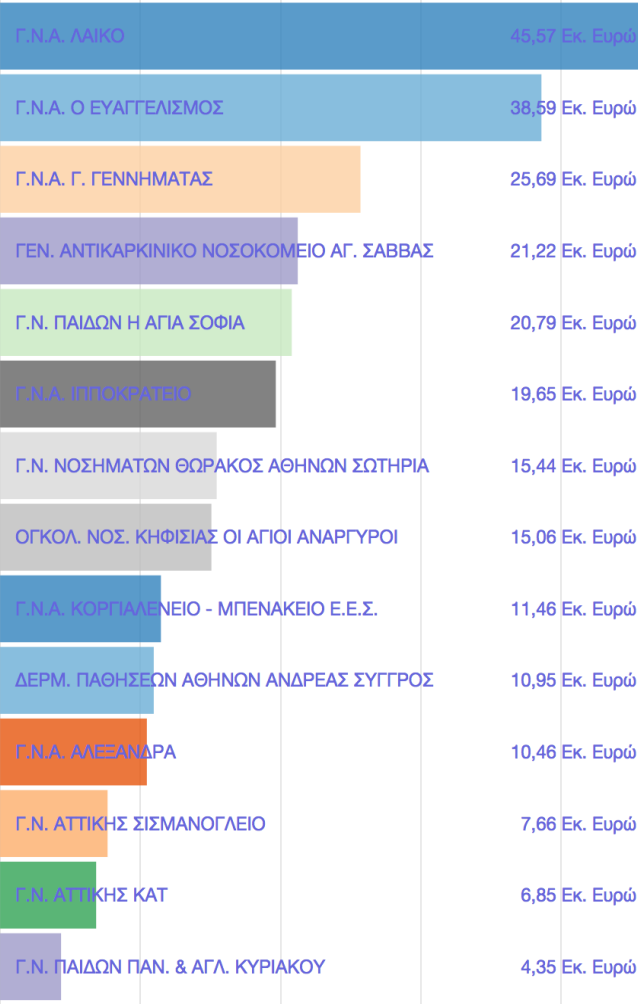 Γ.Ν.Α. ΛΑΙΚΟ 45,57 Εκ. Ευρώ
Γ.Ν.Α. Ο ΕΥΑΓΓΕΛΙΣΜΟΣ 38,59 Εκ. Ευρώ
Γ.Ν.Α. Γ. ΓΕΝΝΗΜΑΤΑΣ 25,69 Εκ. Ευρώ
ΓΕΝ. ΑΝΤΙΚΑΡΚΙΝΙΚΟ ΝΟΣΟΚΟΜΕΙΟ ΑΓ. ΣΑΒΒΑΣ 21,22 Εκ. Ευρώ
Γ.Ν. ΠΑΙΔΩΝ Η ΑΓΙΑ ΣΟΦΙΑ 20,79 Εκ. Ευρώ
Γ.Ν.Α. ΙΠΠΟΚΡΑΤΕΙΟ 19,65 Εκ. Ευρώ
Γ.Ν. ΝΟΣΗΜΑΤΩΝ ΘΩΡΑΚΟΣ ΑΘΗΝΩΝ ΣΩΤΗΡΙΑ 15,44 Εκ. Ευρώ
ΟΓΚΟΛ. ΝΟΣ. ΚΗΦΙΣΙΑΣ ΟΙ ΑΓΙΟΙ ΑΝΑΡΓΥΡΟΙ 15,06 Εκ. Ευρώ
Γ.Ν.Α. ΚΟΡΓΙΑΛΕΝΕΙΟ - ΜΠΕΝΑΚΕΙΟ Ε.Ε.Σ. 11,46 Εκ. Ευρώ
ΔΕΡΜ. ΠΑΘΗΣΕΩΝ ΑΘΗΝΩΝ ΑΝΔΡΕΑΣ ΣΥΓΓΡΟΣ 10,95 Εκ. Ευρώ
Γ.Ν.Α. ΑΛΕΞΑΝΔΡΑ 10,46 Εκ. Ευρώ
Γ.Ν. ΑΤΤΙΚΗΣ ΣΙΣΜΑΝΟΓΛΕΙΟ 7,66 Εκ. Ευρώ
Γ.Ν. ΑΤΤΙΚΗΣ ΚΑΤ 6,85 Εκ. Ευρώ
Γ.Ν. ΠΑΙΔΩΝ ΠΑΝ. & ΑΓΛ. ΚΥΡΙΑΚΟΥ 4,35 Εκ. Ευρώ